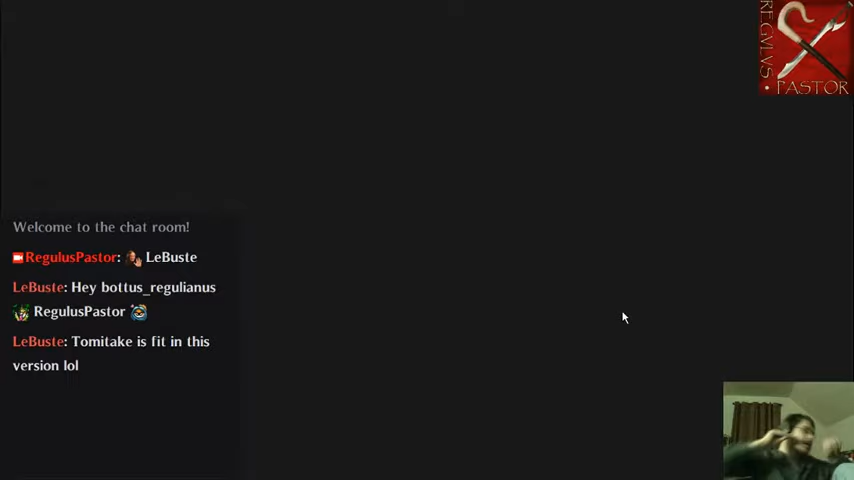 REGVLVS
• PASTOR
Welcome to the chat room!
RegulusPastor: LeBuste
LeBuste: Hey bottus_regulianus
RegulusPastor
LeBuste: Tomitake is fit in this
version lol